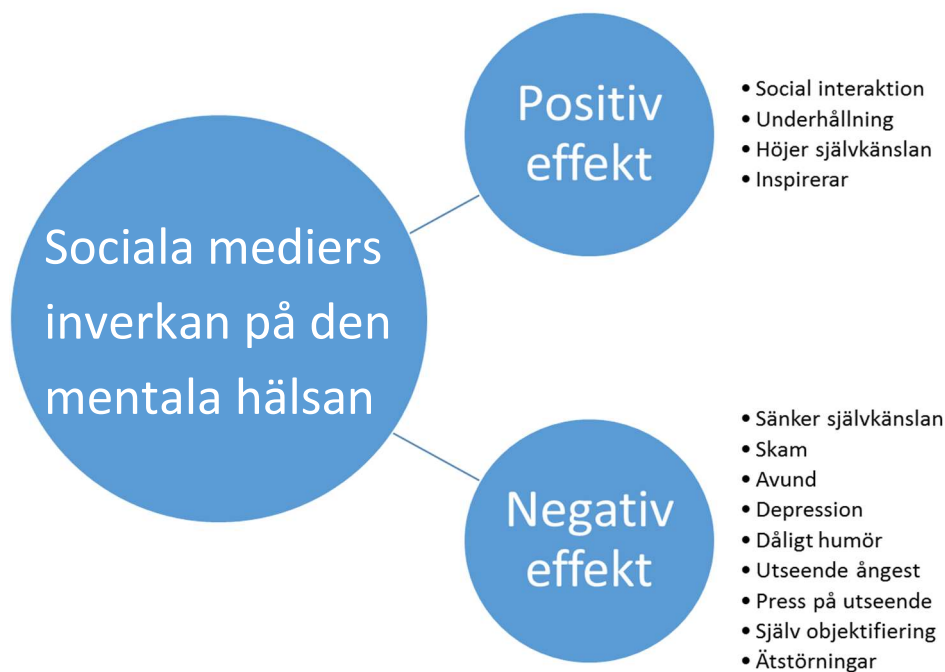 Sociala mediers
inverkan på den
mentala hälsan
Positiv
effekt
• Social interaktion
• Underhållning
• Höjer självkänslan
• Inspirerar
Negativ
effekt
• Sänker självkänslan
• Skam
• Avund
• Depression
• Dåligt humör
• Utseende ångest
• Press på utseende
• Själv objektifiering
• Ätstörningar